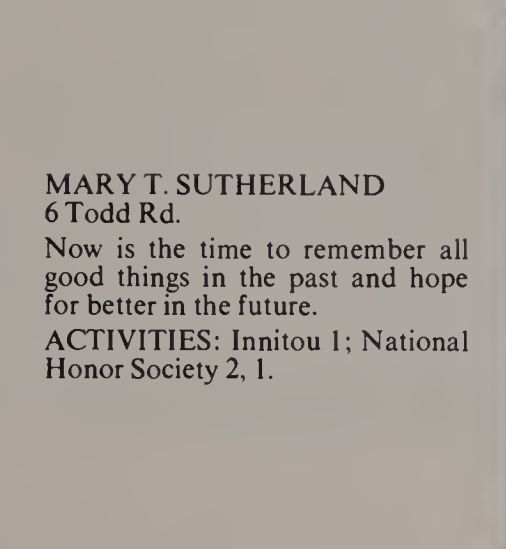 MARY T. SUTHERLAND
6 Todd Rd.
Now is the time to remember all
good things in the past and hope
for better in the future.
ACTIVITIES: Innitou 1; National
Honor Society 2, 1.